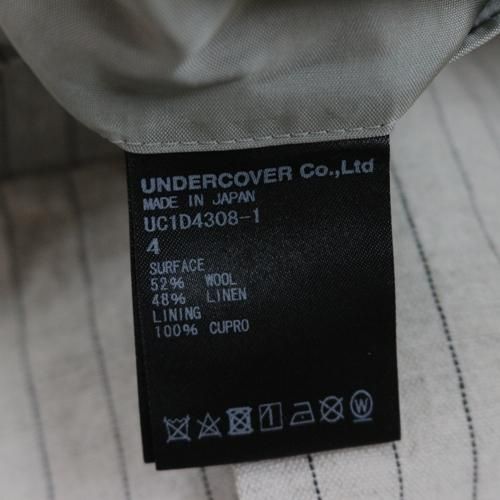 UNDERCOVER Co.,Ltd
MADE IN JAPAN
UC1D4308-1
4
SURFACE
52% WOOL
48% LINEN
LINING
100% CUPRO
W